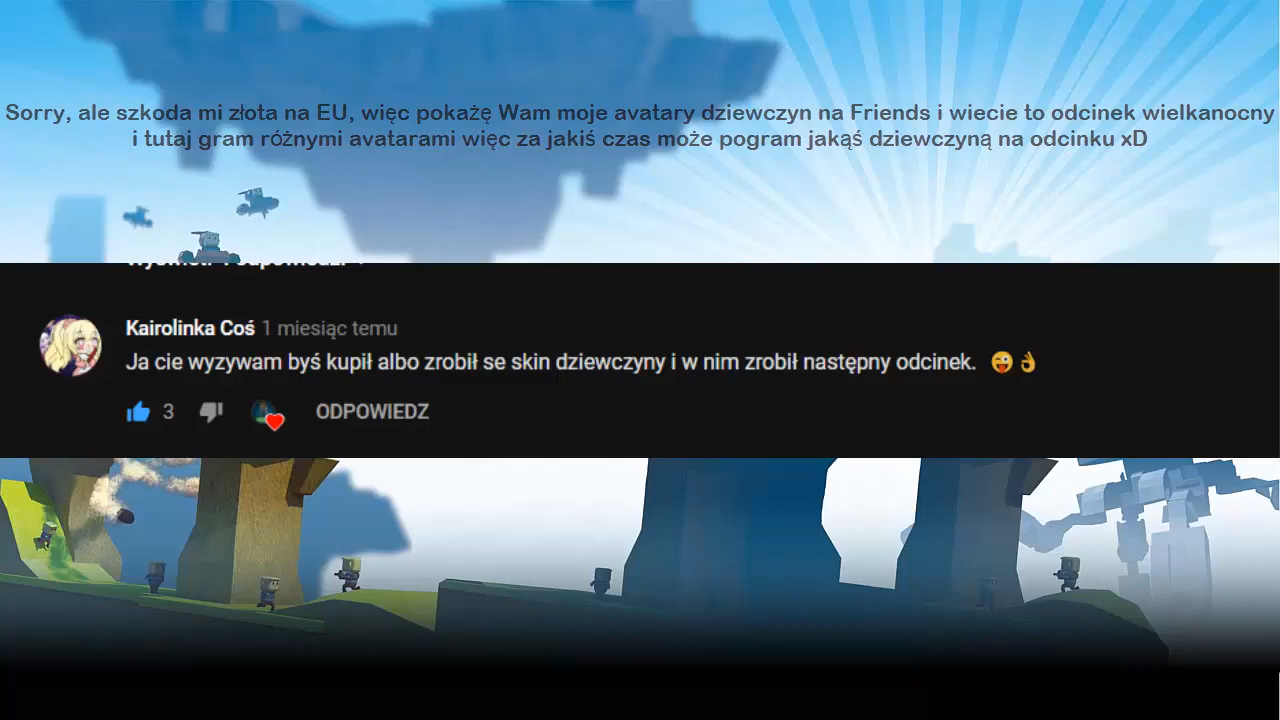 Sorry, ale szkoda mi złota na EU, więc pokażę Wam moje avatary dziewczyn na Friends i wiecie to odcinek wielkanocny
i tutaj gram różnymi avatarami więc za jakiś czas może pogram jakąś dziewczyną na odcinku xD
Kairolinka Coś 1 miesiąc temu
Ja cie wyzywam byś kupił albo zrobił se skin dziewczyny i w nim zrobił następny odcinek. 😜👌
3 ODPOWIEDZ